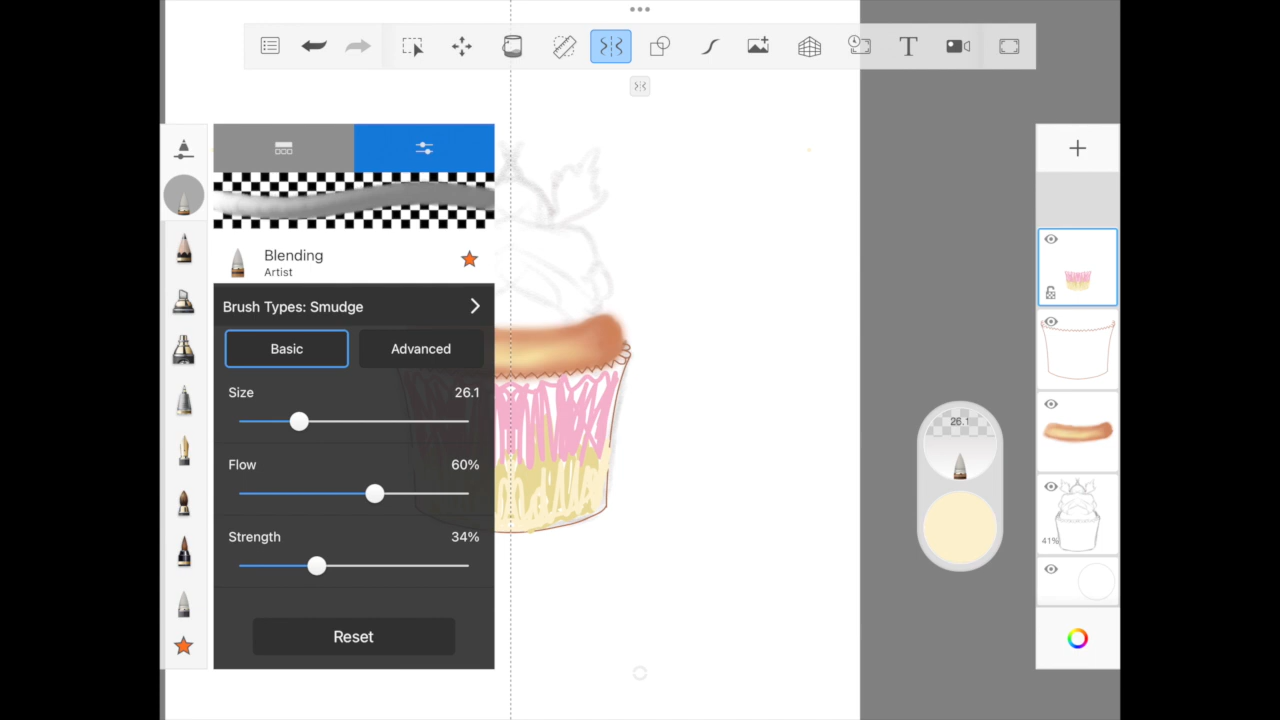 T
Blending
Artist
Brush Types: Smudge
Basic
Advanced
Size
26.1
Flow
60%
Strength
34%
Reset
26.1
41%